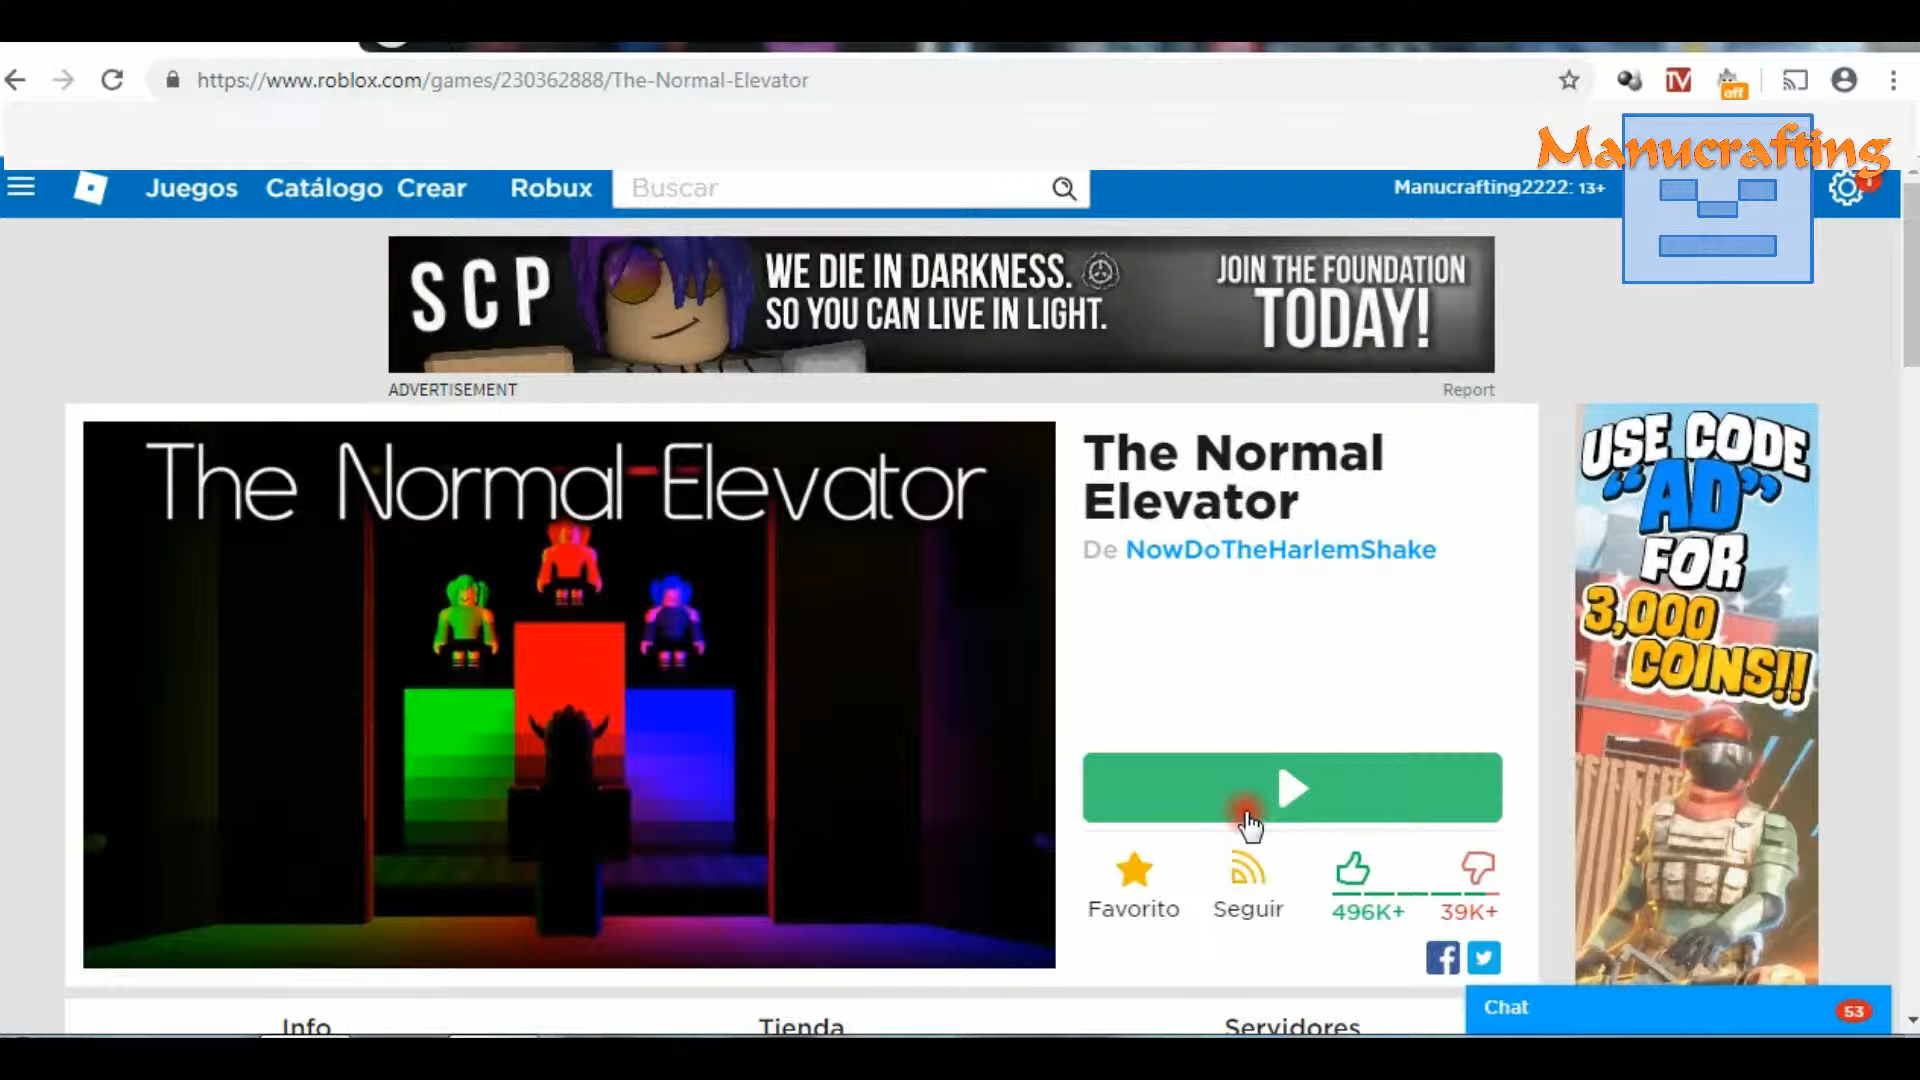 https://www.roblox.com/games/230362888/The-Normal-Elevator
TV
off
Manucrafting
Juegos
Catálogo
Crear
Robux
Buscar
Manucrafting2222: 13+
SCP
WE DIE IN DARKNESS.
SO YOU CAN LIVE IN LIGHT.
JOIN THE FOUNDATION
TODAY!
ADVERTISEMENT
Report
The Normal Elevator
The Normal
Elevator
De NowDoTheHarlemShake
Favorito
Seguir
496K+
39K+
USE CODE
"AD"
FOR
3,000
COINS!!
Info
Tienda
Servidores
Chat
53